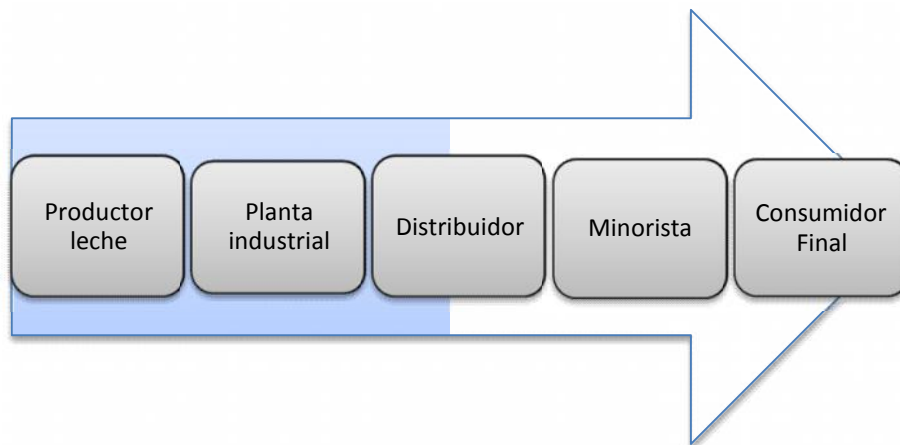 Productor
leche
Planta
industrial
Distribuidor
Minorista
Consumidor
Final